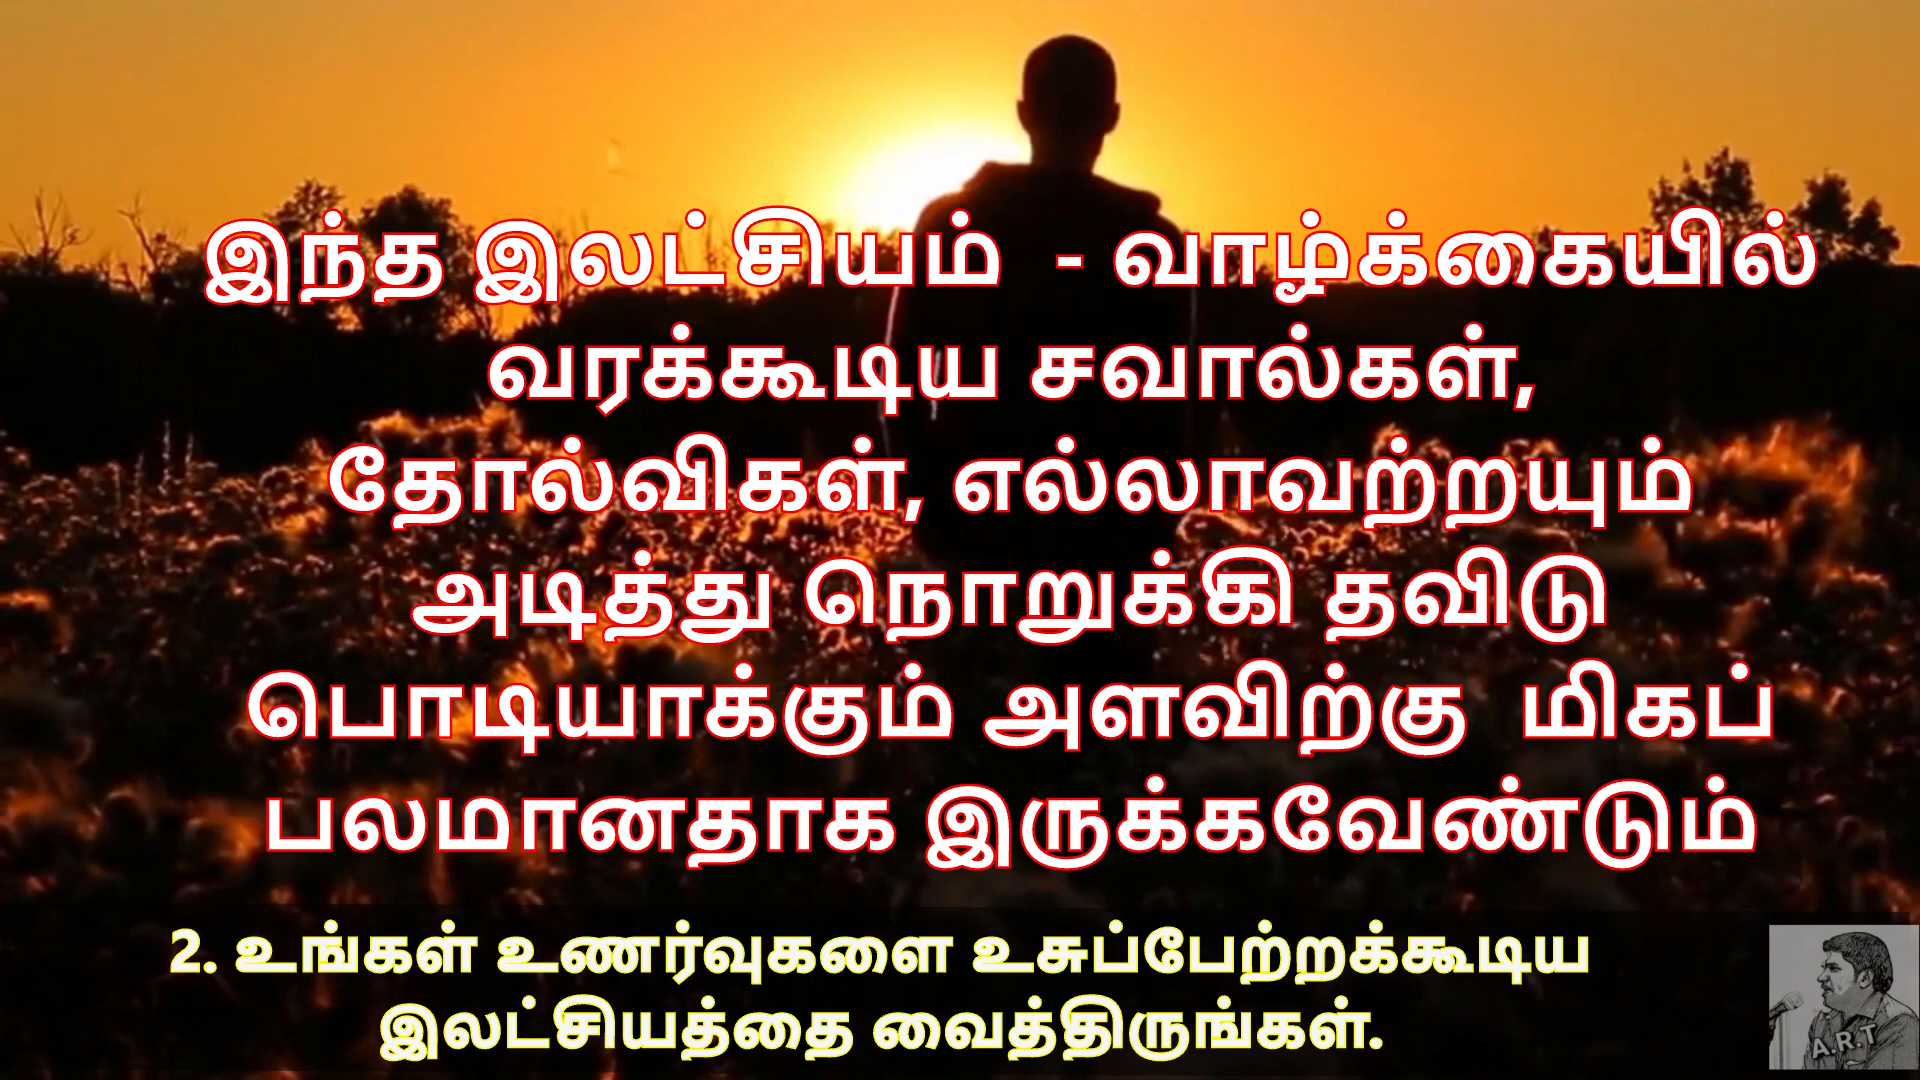 இந்த இலட்சியம் - வாழ்க்கையில்
வரக்கூடிய சவால்கள்,
தோல்விகள், எல்லாவற்றயும்
அடித்து நொறுக்கி தவிடு
பொடியாக்கும் அளவிற்கு மிகப்
பலமானதாக இருக்கவேண்டும்
2. உங்கள் உணர்வுகளை உசுப்பேற்றக்கூடிய
இலட்சியத்தை வைத்திருங்கள்.
A.R.T